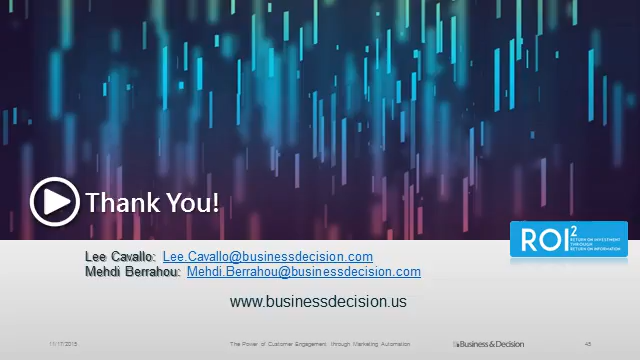 Thank You!
ROI2
RETURN ON INVESTMENT
THROUGH
RETURN ON INFORMATION
Lee Cavallo: Lee.Cavallo@businessdecision.com
Mehdi Berrahou: Mehdi.Berrahou@businessdecision.com
www.businessdecision.us
11/17/2015 The Power of Customer Engagement through Marketing Automation Business & Decision 45